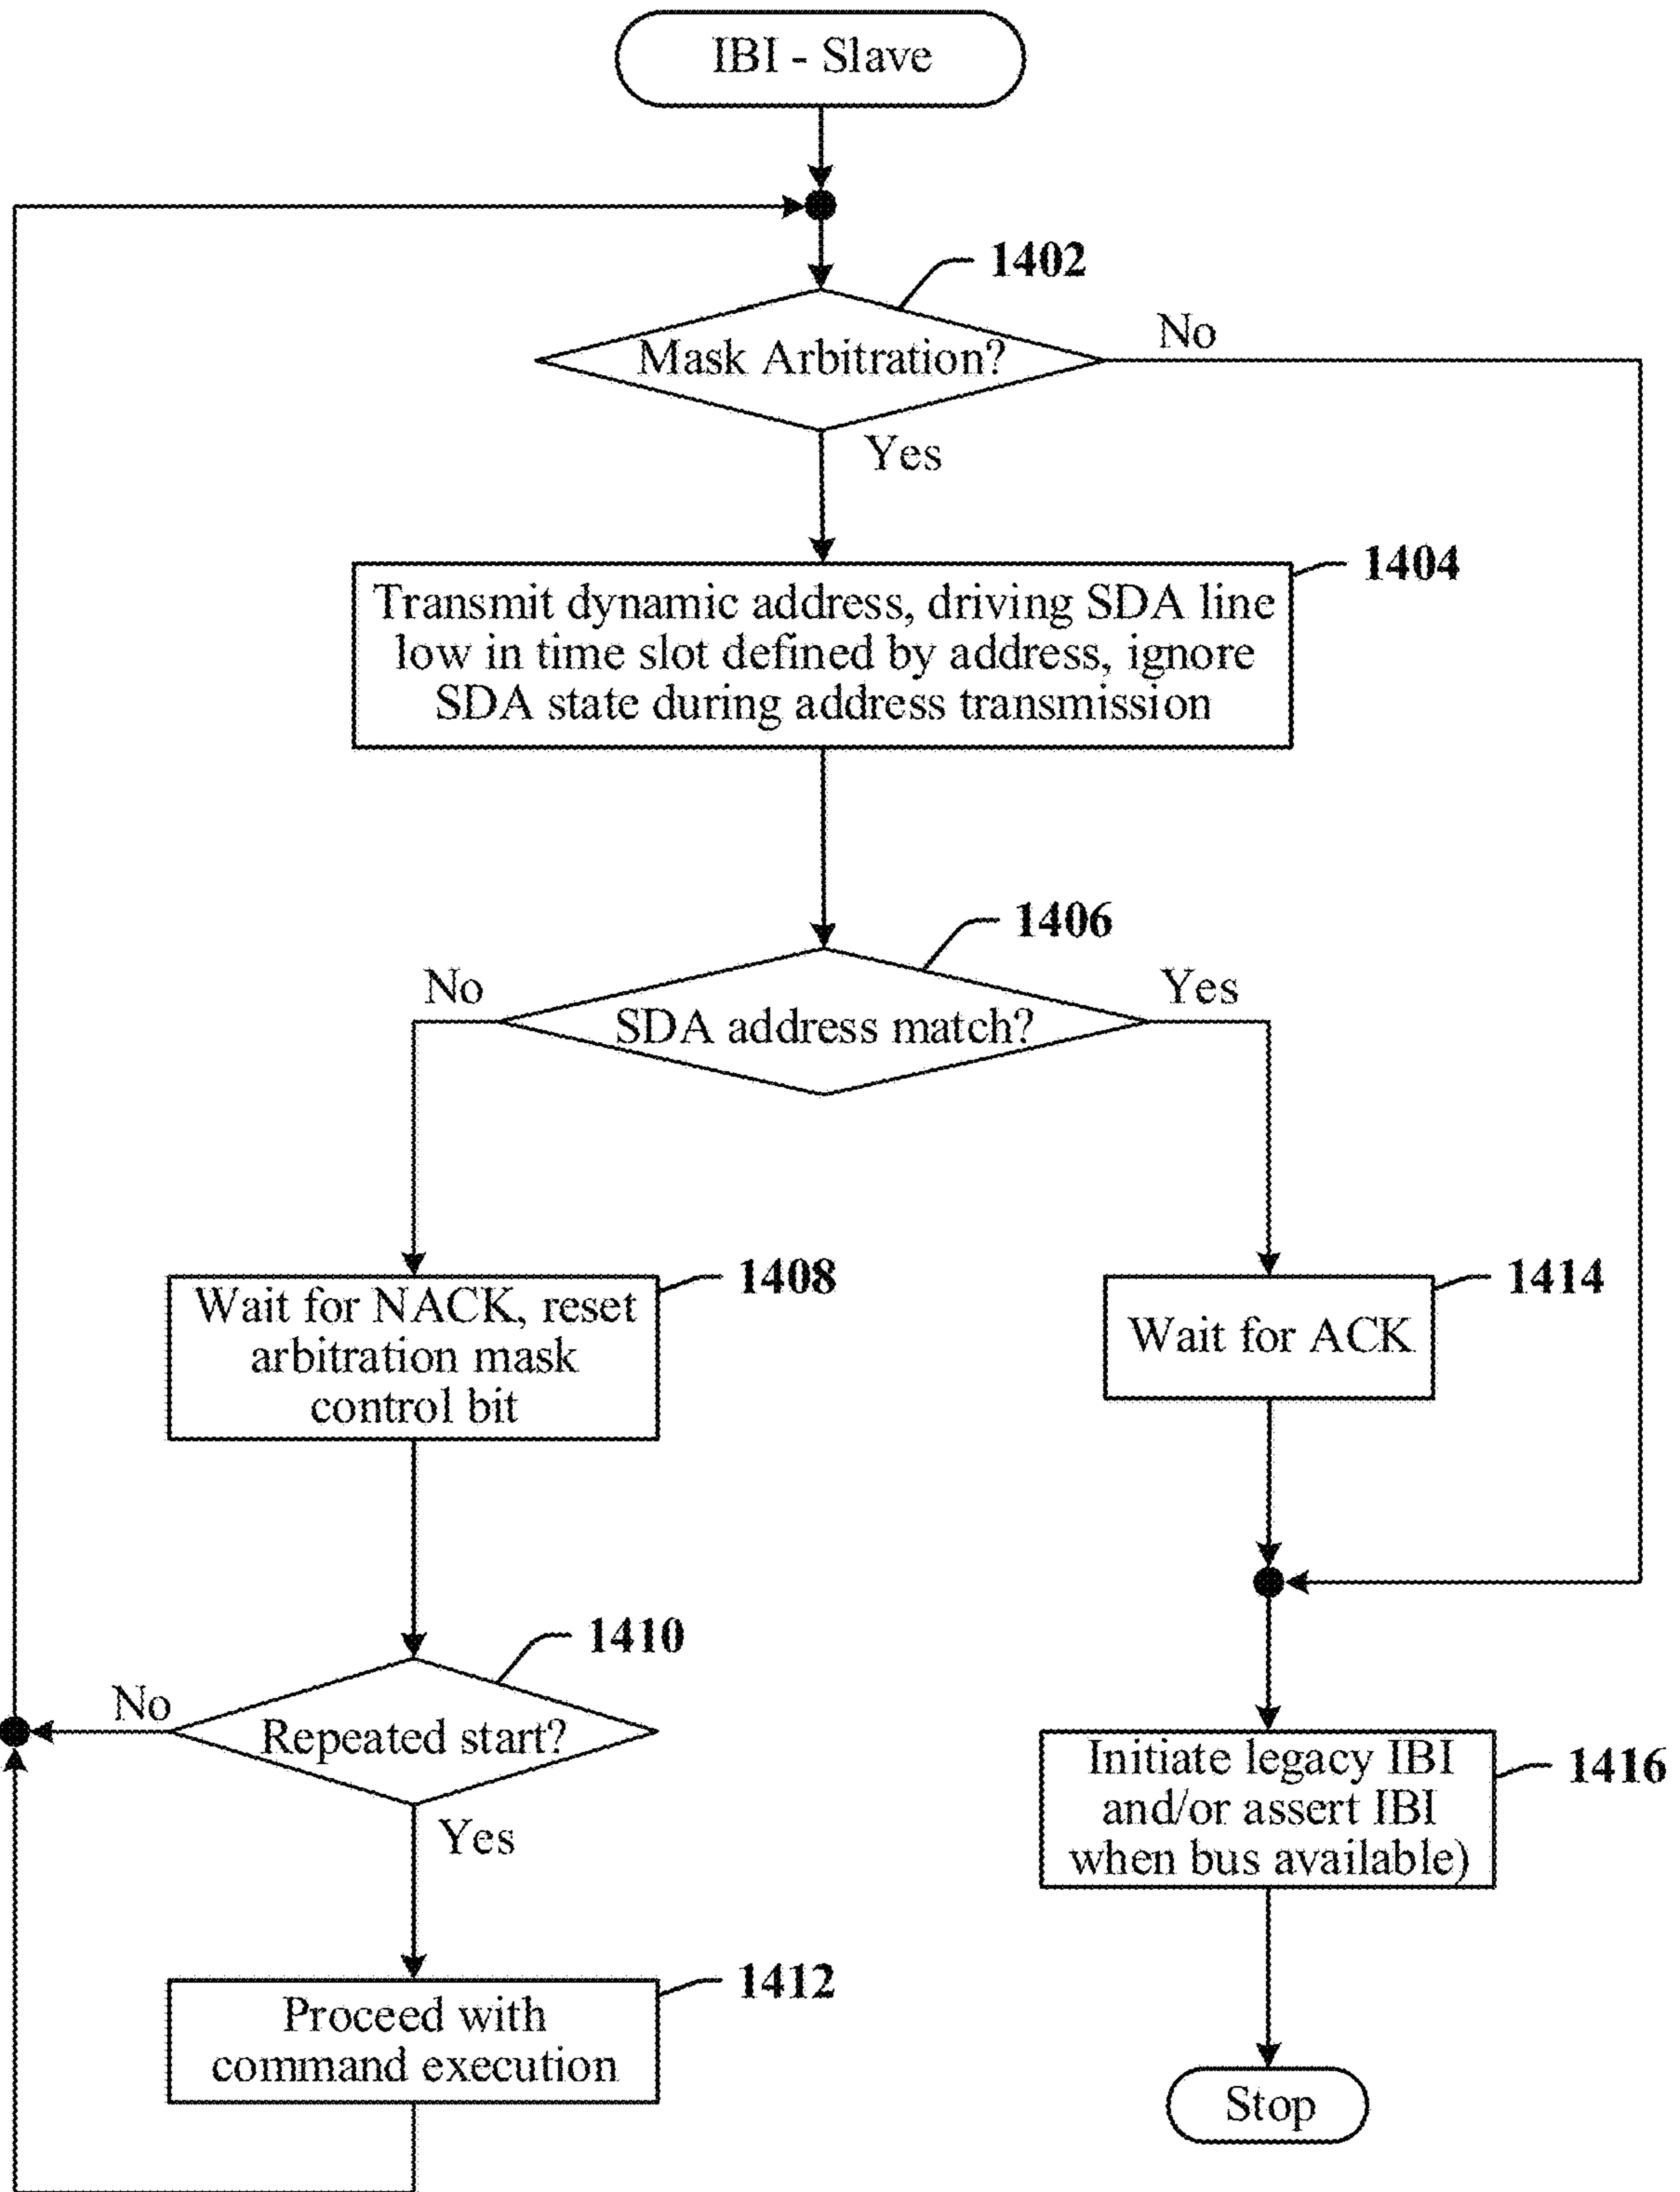 IBI - Slave
1402
Mask Arbitration?
No
Yes
1404
Transmit dynamic address, driving SDA line
low in time slot defined by address, ignore
SDA state during address transmission
1406
No
Yes
SDA address match?
1408
Wait for NACK, reset
arbitration mask
control bit
1414
Wait for ACK
1410
No
Repeated start?
Yes
1416
Initiate legacy IBI
and/or assert IBI
when bus available)
1412
Proceed with
command execution
Stop